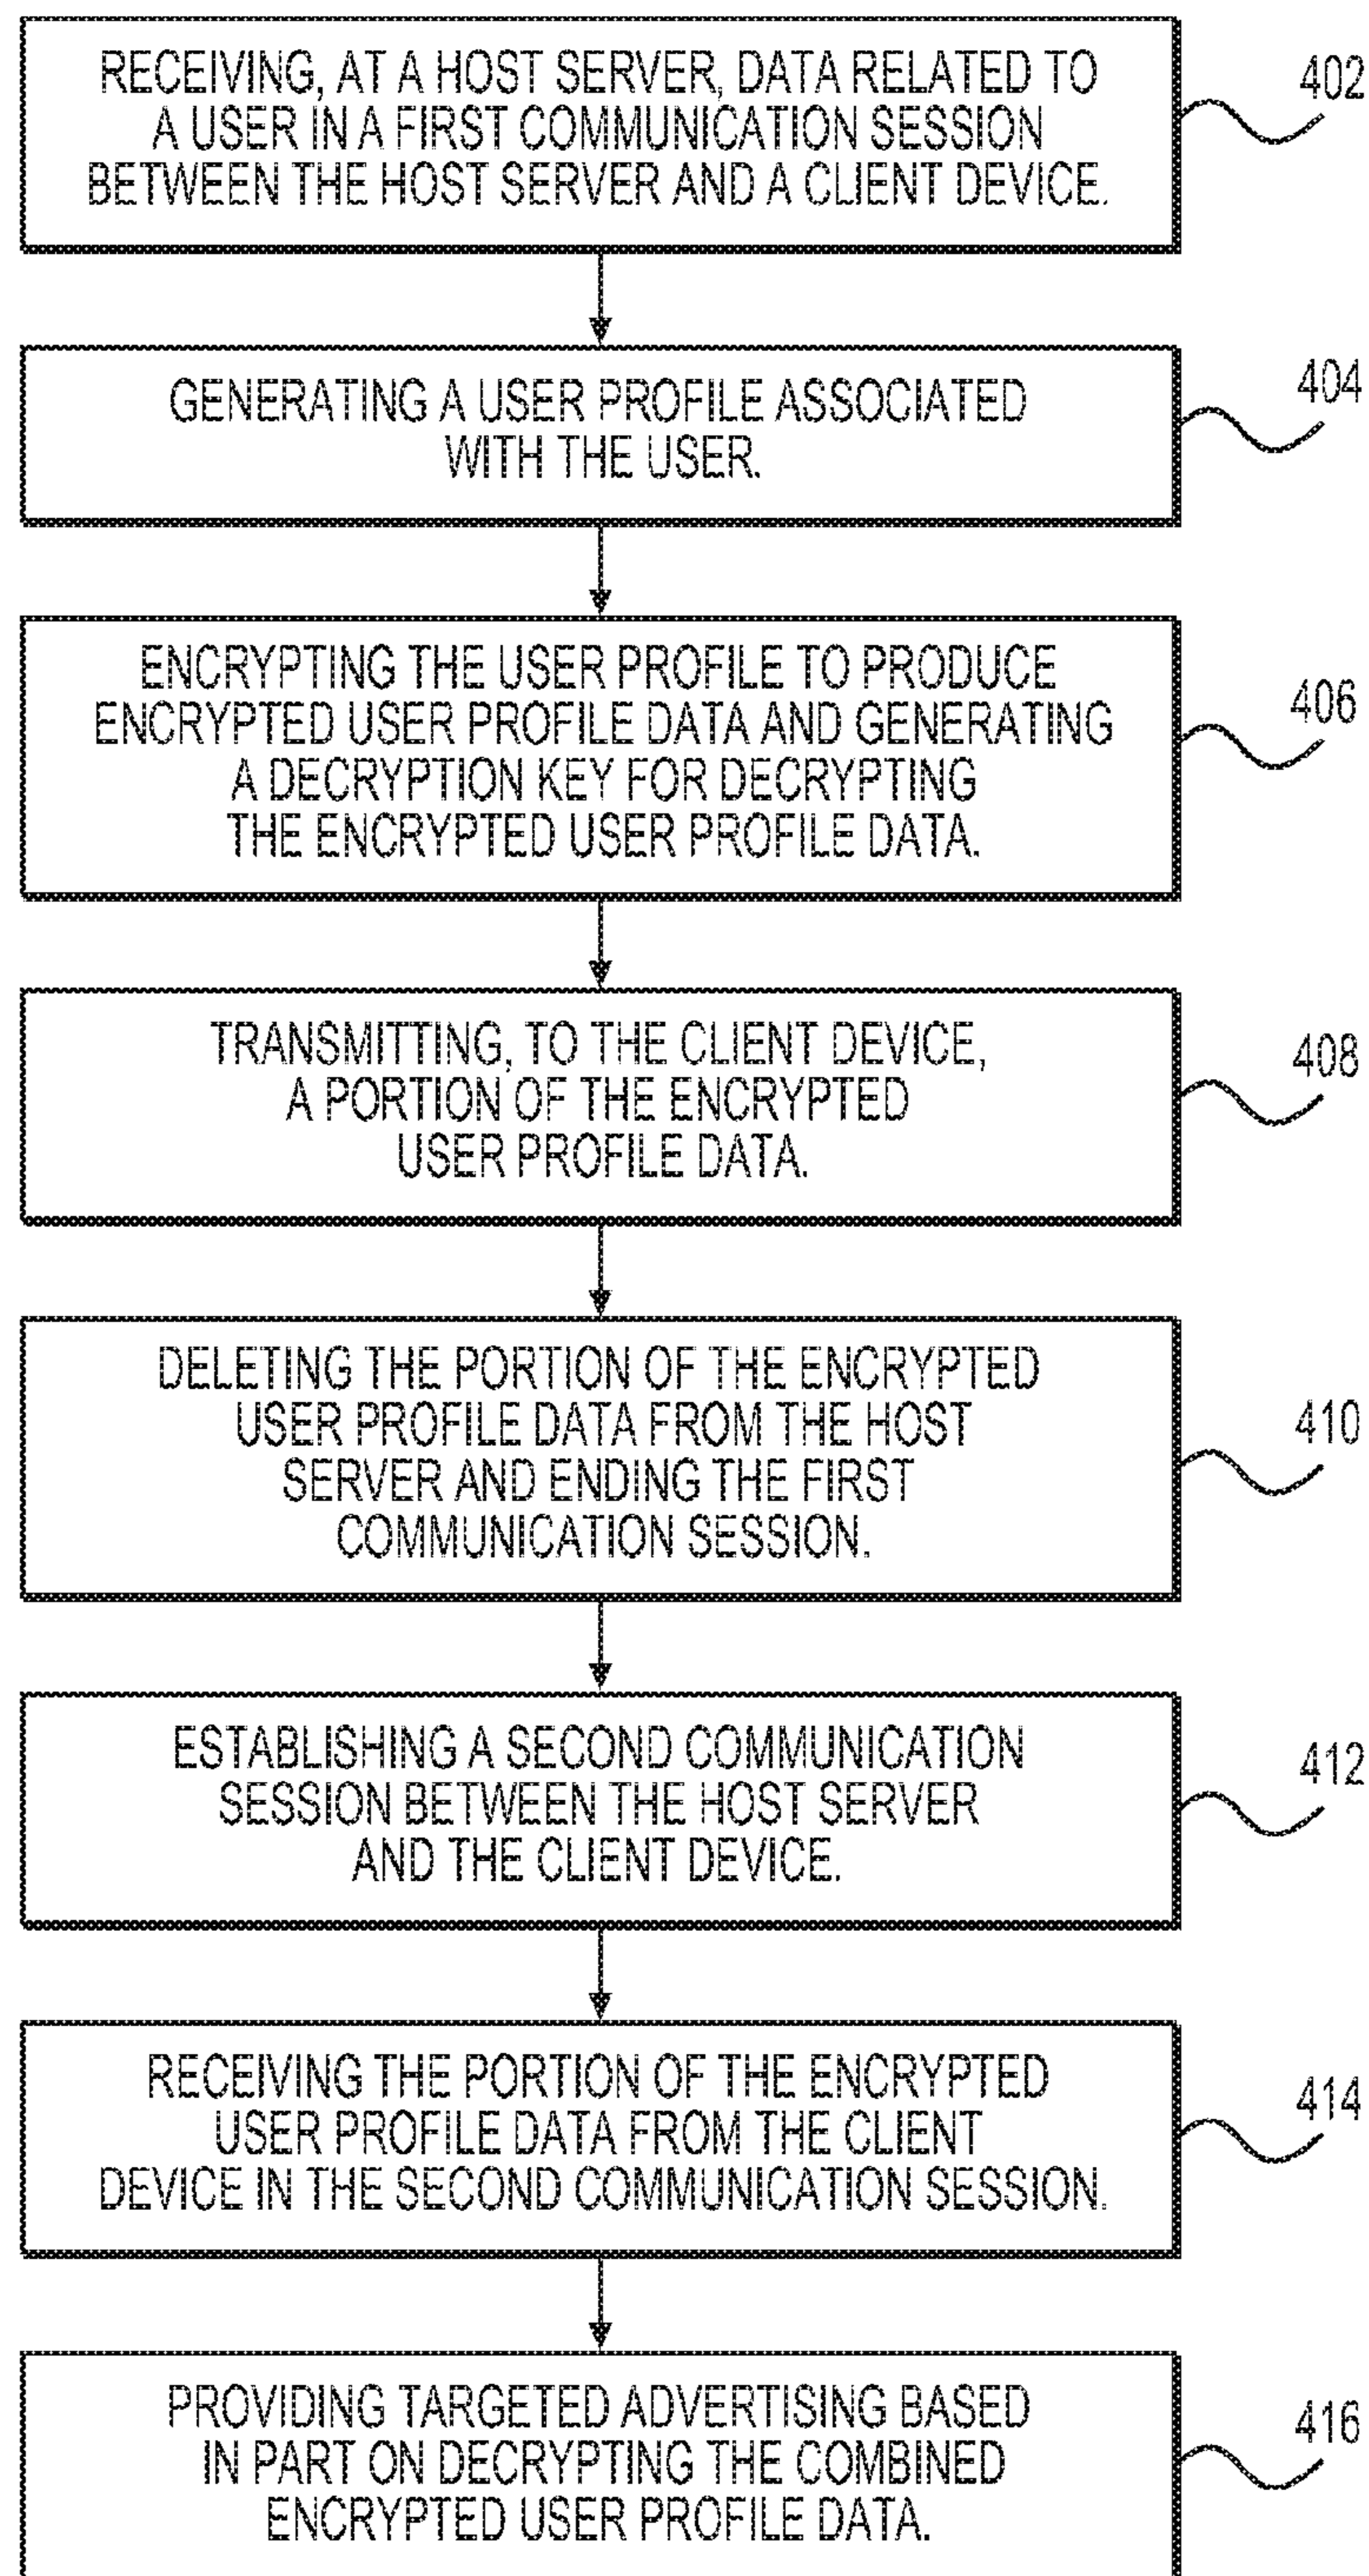 RECEIVING, AT A HOST SERVER, DATA RELATED TO
A USER IN A FIRST COMMUNICATION SESSION
BETWEEN THE HOST SERVER AND A CLIENT DEVICE.
402
GENERATING A USER PROFILE ASSOCIATED
WITH THE USER.
404
ENCRYPTING THE USER PROFILE TO PRODUCE
ENCRYPTED USER PROFILE DATA AND GENERATING
A DECRYPTION KEY FOR DECRYPTING
THE ENCRYPTED USER PROFILE DATA.
406
TRANSMITTING, TO THE CLIENT DEVICE,
A PORTION OF THE ENCRYPTED
USER PROFILE DATA.
408
DELETING THE PORTION OF THE ENCRYPTED
USER PROFILE DATA FROM THE HOST
SERVER AND ENDING THE FIRST
COMMUNICATION SESSION.
410
ESTABLISHING A SECOND COMMUNICATION
SESSION BETWEEN THE HOST SERVER
AND THE CLIENT DEVICE.
412
RECEIVING THE PORTION OF THE ENCRYPTED
USER PROFILE DATA FROM THE CLIENT
DEVICE IN THE SECOND COMMUNICATION SESSION.
414
PROVIDING TARGETED ADVERTISING BASED
IN PART ON DECRYPTING THE COMBINED
ENCRYPTED USER PROFILE DATA.
416